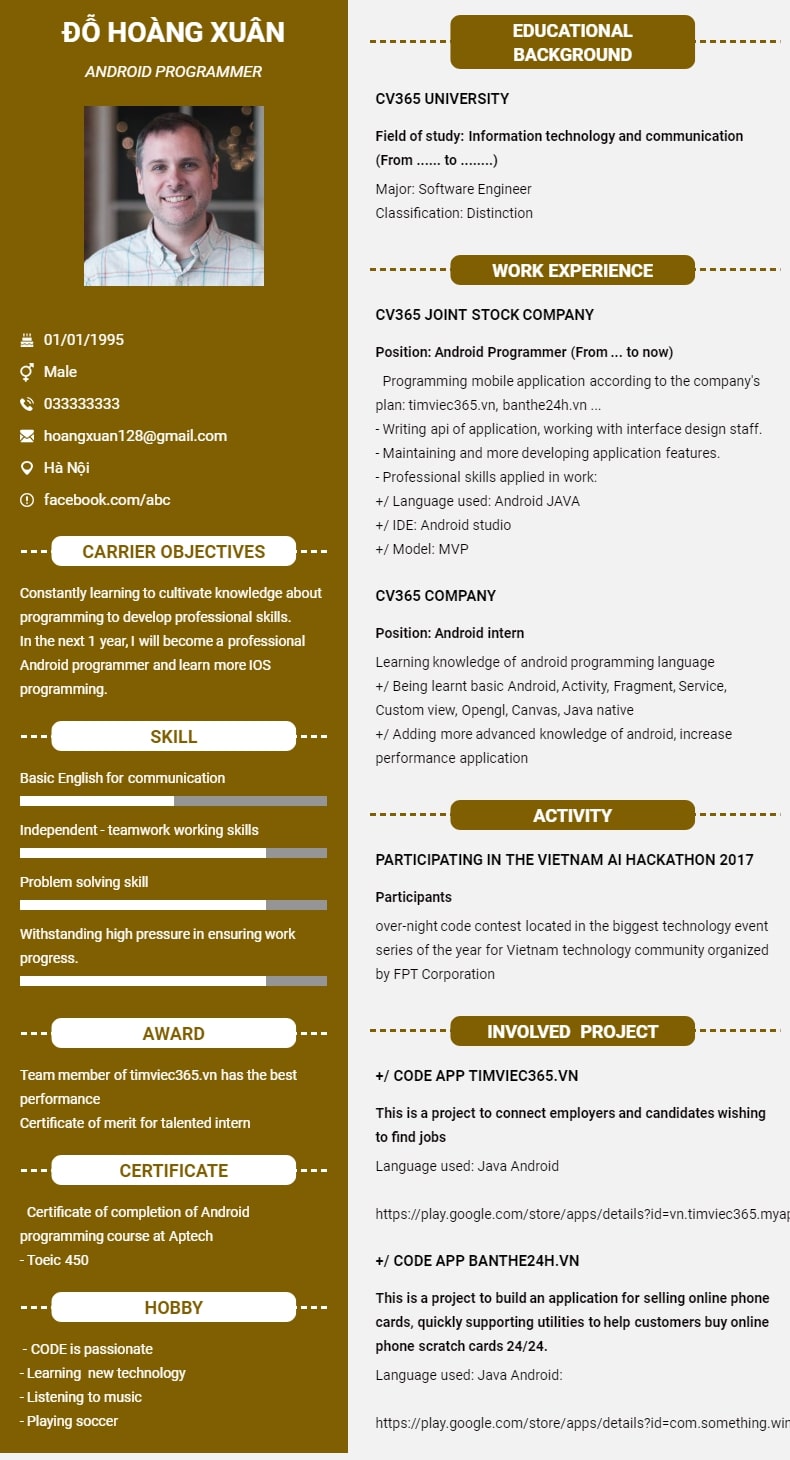 ĐỖ HOÀNG XUÂN
ANDROID PROGRAMMER
01/01/1995
Male
033333333
hoangxuan128@gmail.com
Hà Nội
facebook.com/abc
CARRIER OBJECTIVES
Constantly learning to cultivate knowledge about
programming to develop professional skills.
In the next 1 year, I will become a professional
Android programmer and learn more IOS
programming.
SKILL
Basic English for communication
Independent - teamwork working skills
Problem solving skill
Withstanding high pressure in ensuring work
progress.
AWARD
Team member of timviec365.vn has the best
performance
Certificate of merit for talented intern
CERTIFICATE
Certificate of completion of Android
programming course at Aptech
- Toeic 450
HOBBY
- CODE is passionate
- Learning new technology
- Listening to music
- Playing soccer
EDUCATIONAL
BACKGROUND
CV365 UNIVERSITY
Field of study: Information technology and communication
(From ...... to ........)
Major: Software Engineer
Classification: Distinction
WORK EXPERIENCE
CV365 JOINT STOCK COMPANY
Position: Android Programmer (From ... to now)
Programming mobile application according to the company's
plan: timviec365.vn, banthe24h.vn ...
- Writing api of application, working with interface design staff.
- Maintaining and more developing application features.
- Professional skills applied in work:
+/ Language used: Android JAVA
+/ IDE: Android studio
+/ Model: MVP
CV365 COMPANY
Position: Android intern
Learning knowledge of android programming language
+/ Being learnt basic Android, Activity, Fragment, Service,
Custom view, Opengl, Canvas, Java native
+/ Adding more advanced knowledge of android, increase
performance application
ACTIVITY
PARTICIPATING IN THE VIETNAM AI HACKATHON 2017
Participants
over-night code contest located in the biggest technology event
series of the year for Vietnam technology community organized
by FPT Corporation
INVOLVED PROJECT
+/ CODE APP TIMVIEC365.VN
This is a project to connect employers and candidates wishing
to find jobs
Language used: Java Android
https://play.google.com/store/apps/details?id=vn.timviec365.myap
+/ CODE APP BANTHE24H.VN
This is a project to build an application for selling online phone
cards, quickly supporting utilities to help customers buy online
phone scratch cards 24/24.
Language used: Java Android:
https://play.google.com/store/apps/details?id=com.something.win